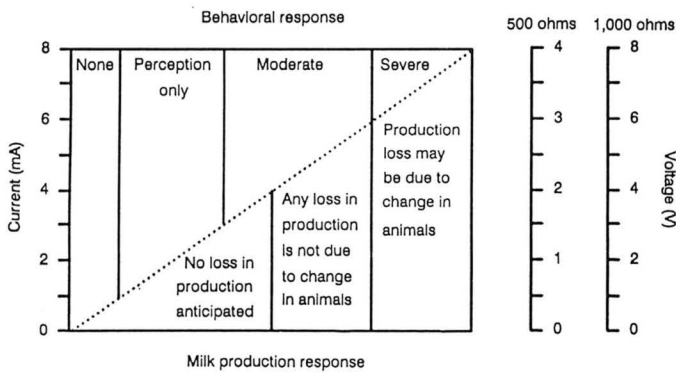 Behavioral response
500 ohms 1,000 ohms
8
6
4
2
0
Current (mA)
None
Perception
only
Moderate
Severe
Production
loss may
be due to
change in
animals
Any loss in
production
is not due
to change
in animals
No loss in
production
anticipated
4
3
2
1
0
8
6
4
2
0
Voltage (V)
Milk production response